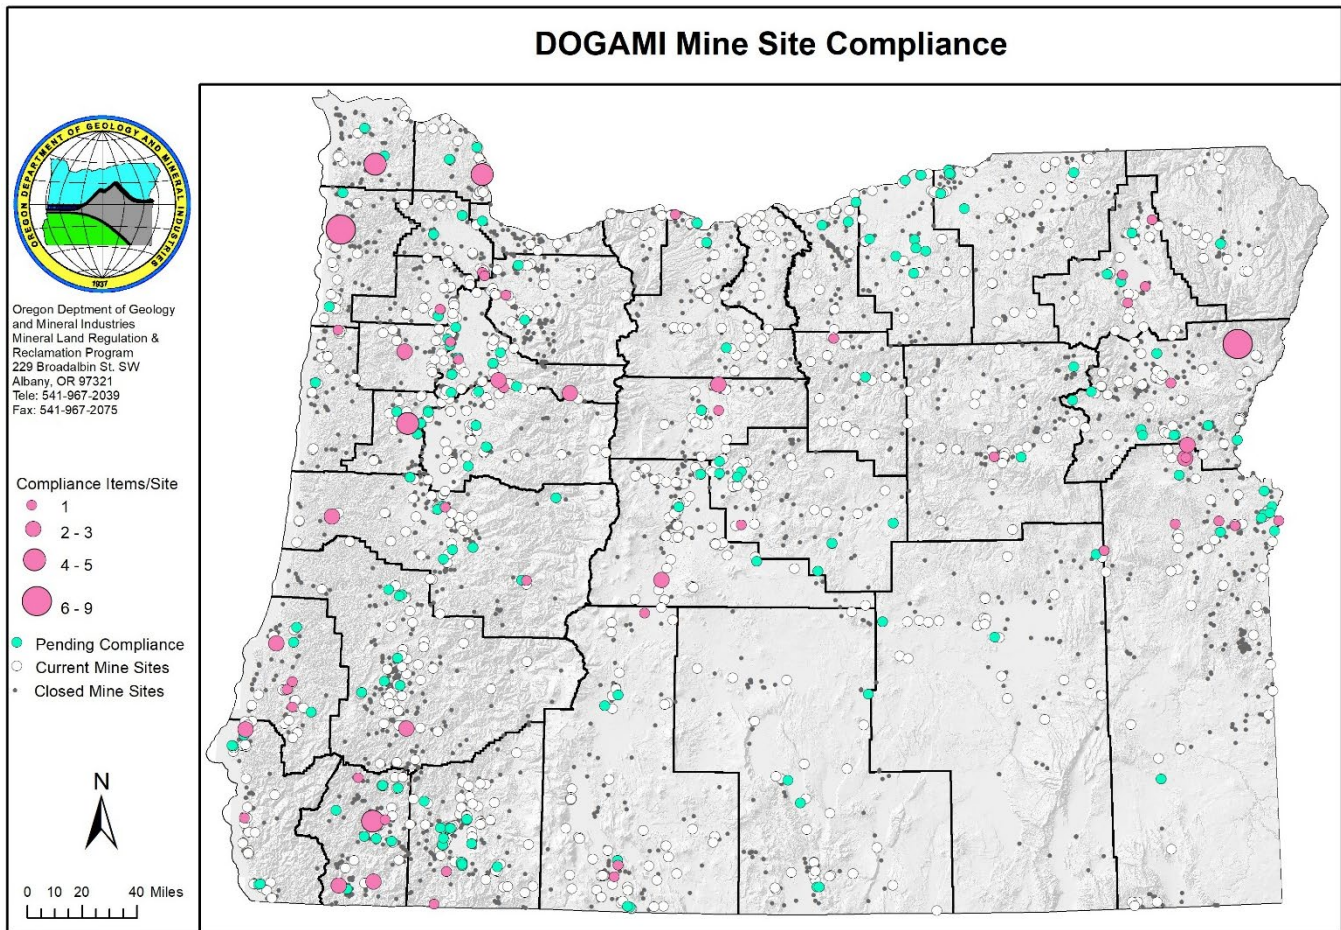 DOGAMI Mine Site Compliance
OREGON DEPARTMENT OF GEOLOGY AND MINERAL INDUSTRIES
1937
Oregon Deptment of Geology
and Mineral Industries
Mineral Land Regulation &
Reclamation Program
229 Broadalbin St. SW
Albany, OR 97321
Tele: 541-967-2039
Fax: 541-967-2075
Compliance Items/Site
1
2 - 3
4 - 5
6 - 9
Pending Compliance
Current Mine Sites
Closed Mine Sites
N
0 10 20 40 Miles